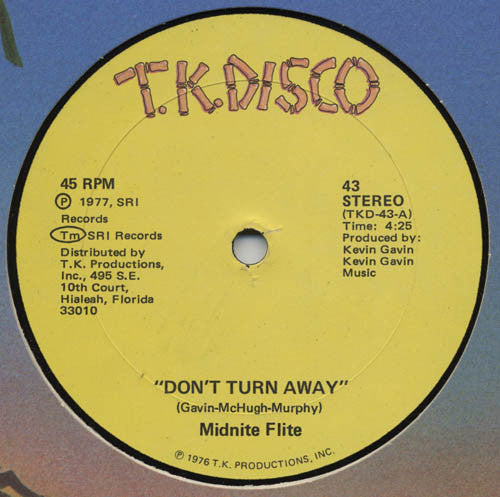 T.K.DISCO
45 RPM
Ⓟ 1977, SRI
Records
Tm SRI Records
Distributed by
T.K. Productions,
Inc., 495 S.E.
10th Court,
Hialeah, Florida
33010
43
STEREO
(TKD-43-A)
Time: 4:25
Produced by:
Kevin Gavin
Kevin Gavin
Music
"DON'T TURN AWAY"
(Gavin-McHugh-Murphy)
Midnite Flite
Ⓟ 1976 T.K. PRODUCTIONS, INC.